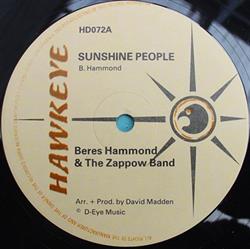 HD072A
SUNSHINE PEOPLE
B. Hammond
HAWKEYE
Beres Hammond
& The Zappow Band
Arr. + Prod. by David Madden
© D-Eye Music